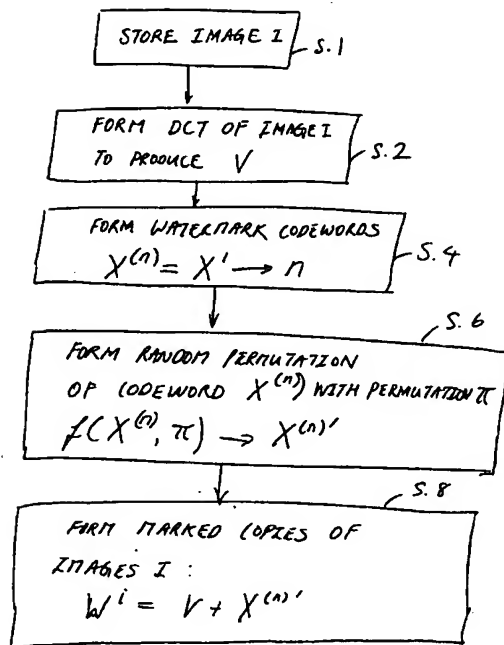 STORE IMAGE I
S.1
FORM DCT OF IMAGE I
TO PRODUCE V
S.2
FORM WATERMARK CODEWORDS
X⁽ⁿ⁾ = X' → n
S.4
S.6
FORM RANDOM PERMUTATION
OF CODEWORD X⁽ⁿ⁾ WITH PERMUTATION π
f(X⁽ⁿ⁾, π) → X⁽ⁿ⁾'
S.8
FORM MARKED COPIES OF
IMAGES I :
Wⁱ = V + X⁽ⁿ⁾'